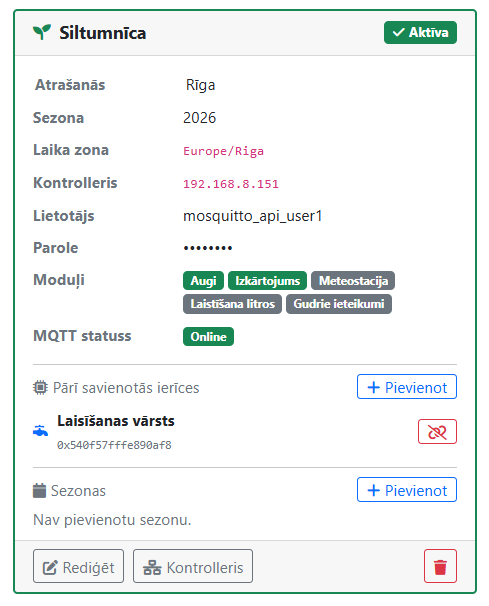 Siltumnīca
Aktīva
Atrašanās Rīga
Sezona 2026
Laika zona Europe/Riga
Kontrolleris 192.168.8.151
Lietotājs mosquitto_api_user1
Parole ••••••••
Moduļi Augi Izkārtojums Meteostacija
Laistīšana litros Gudrie ieteikumi
MQTT statuss Online
Pārī savienotās ierīces Pievienot
Laisīšanas vārsts
0x540f57fffe890af8
Sezonas Pievienot
Nav pievienotu sezonu.
Rediģēt Kontrolleris